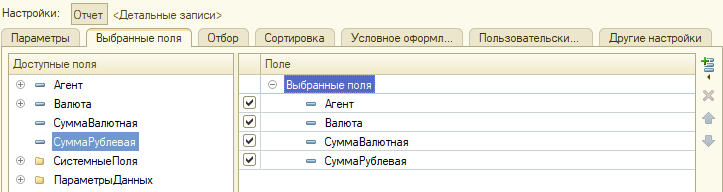 Настройки: Отчет <Детальные записи>
Параметры Выбранные поля Отбор Сортировка Условное оформл... Пользовательски... Другие настройки
Доступные поля
Агент
Валюта
СуммаВалютная
СуммаРублевая
СистемныеПоля
ПараметрыДанных
Поле
Выбранные поля
Агент
Валюта
СуммаВалютная
СуммаРублевая